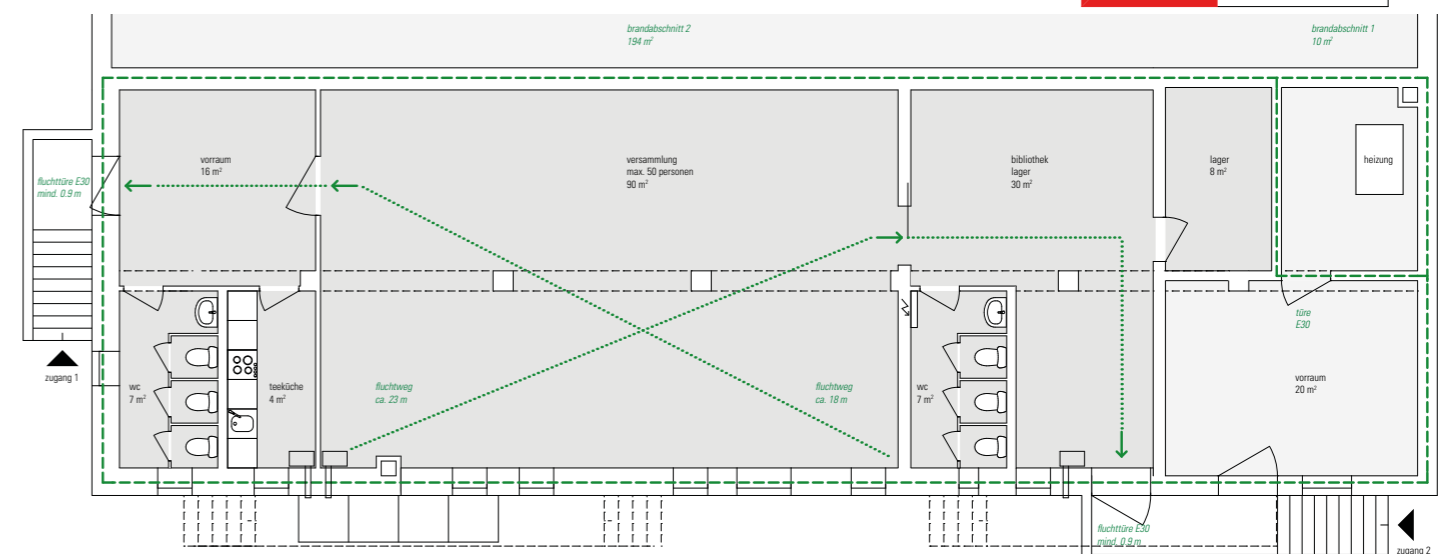 brandabschnitt 2
194 m²
brandabschnitt 1
10 m²
fluchttüre E30
mind. 0.9 m
vorraum
16 m²
versammlung
max. 50 personen
90 m²
bibliothek
lager
30 m²
lager
8 m²
heizung
türe
E30
zugang 1
wc
7 m²
teeküche
4 m²
fluchtweg
ca. 23 m
fluchtweg
ca. 18 m
wc
7 m²
vorraum
20 m²
fluchttüre E30
mind. 0.9 m
zugang 2